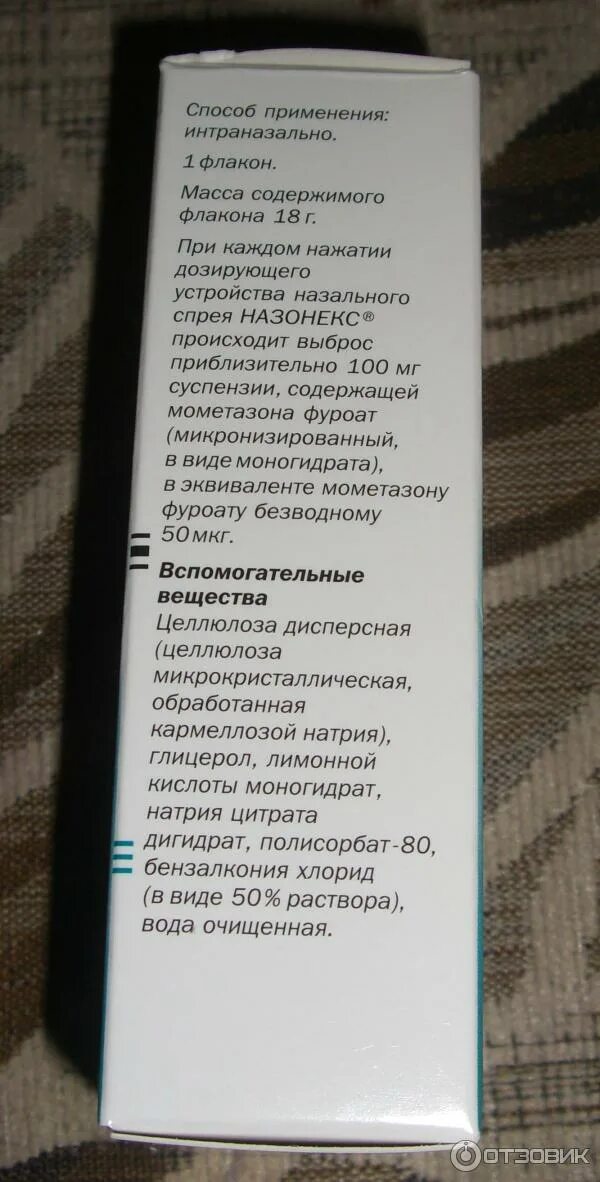 Способ применения:
интраназально.
1 флакон.
Масса содержимого
флакона 18 г.
При каждом нажатии
дозирующего
устройства назального
спрея НАЗОНЕКС®
происходит выброс
приблизительно 100 мг
суспензии, содержащей
мометазона фуроат
(микронизированный,
в виде моногидрата),
в эквиваленте мометазону
фуроату безводному
50 мкг.
Вспомогательные
вещества
Целлюлоза дисперсная
(целлюлоза
микрокристаллическая,
обработанная
кармеллозой натрия),
глицерол, лимонной
кислоты моногидрат,
натрия цитрата
дигидрат, полисорбат-80,
бензалкония хлорид
(в виде 50% раствора),
вода очищенная.
ОТЗОВИК